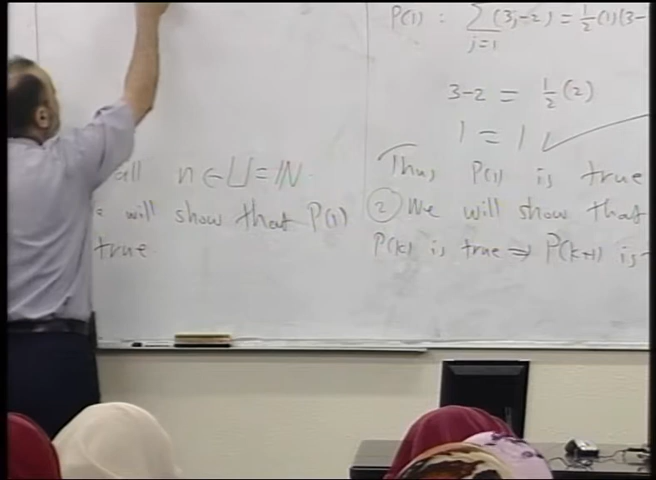 all n ∈ U = ℕ
will show that P(1)
true
P(1) : ∑_{j=1} (3j-2) = 1/2 (1)(3-
3-2 = 1/2 (2)
1 = 1 ✓
Thus P(1) is true
② We will show that
P(k) is true ⇒ P(k+1) is